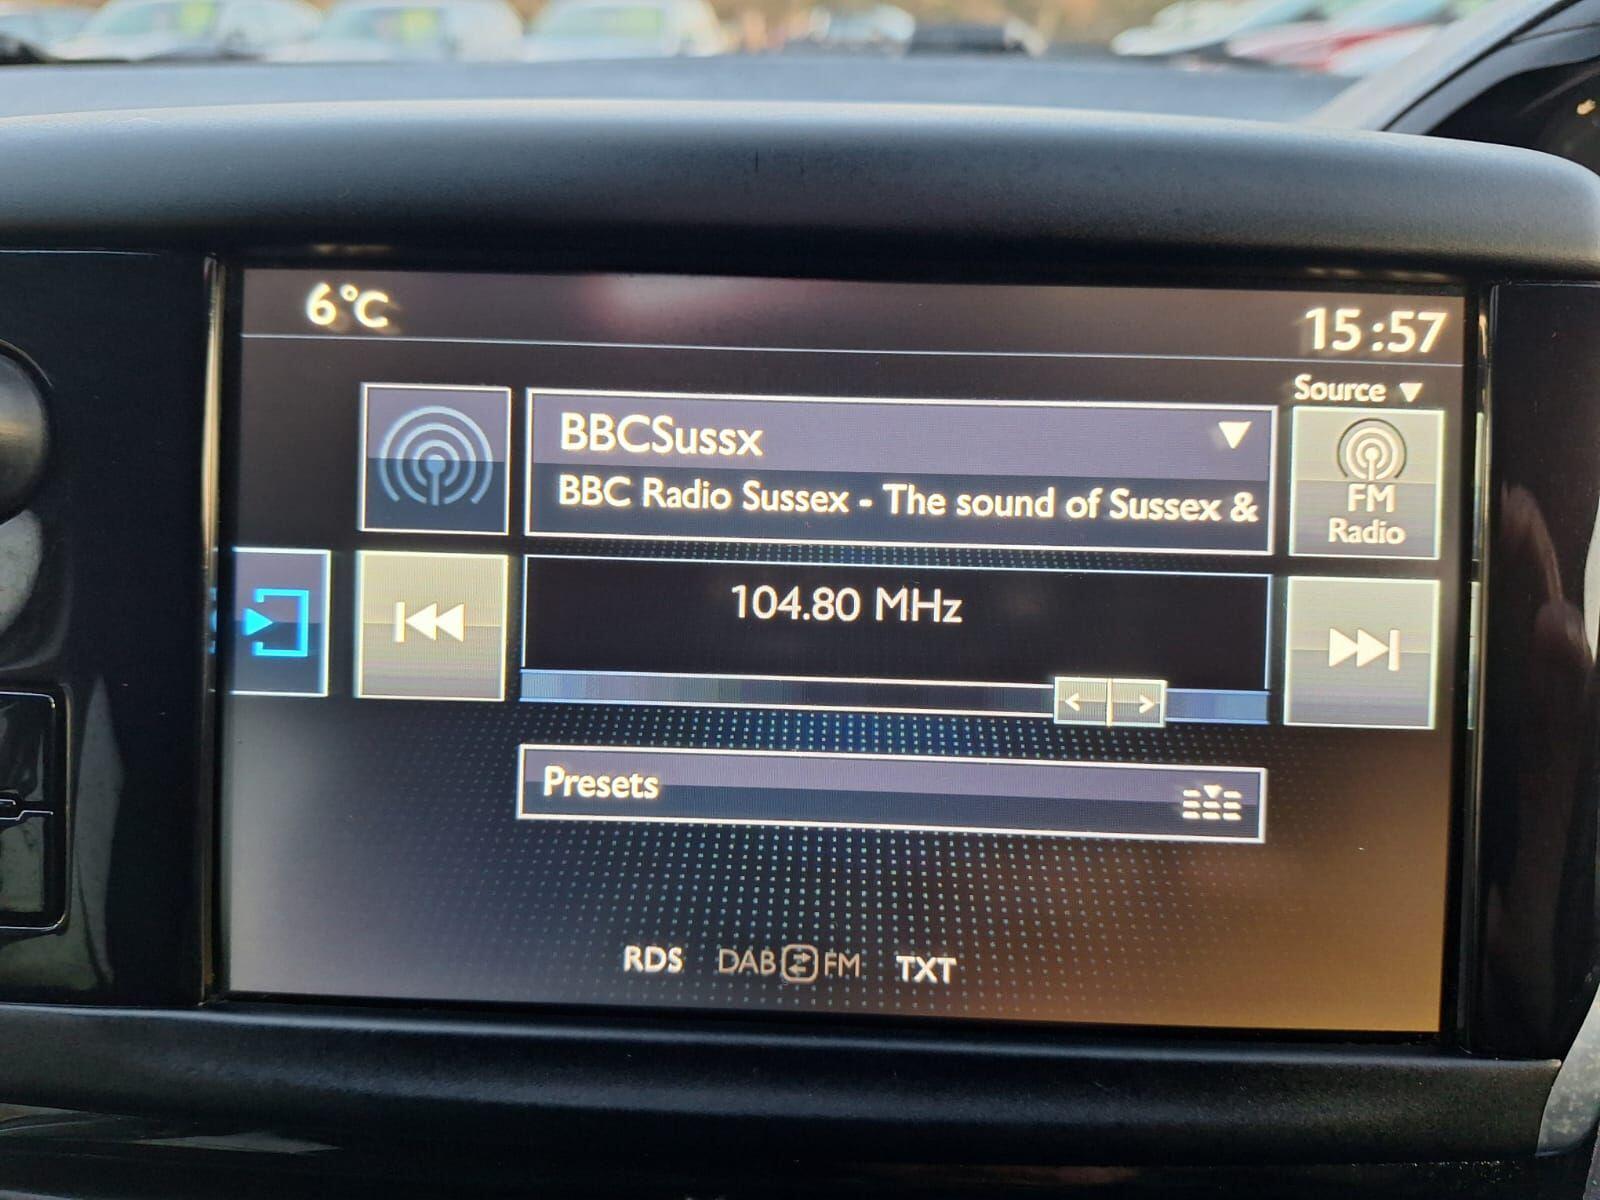 6°C
15:57
Source
BBCSussx
BBC Radio Sussex - The sound of Sussex &
FM
Radio
104.80 MHz
Presets
RDS DAB FM TXT